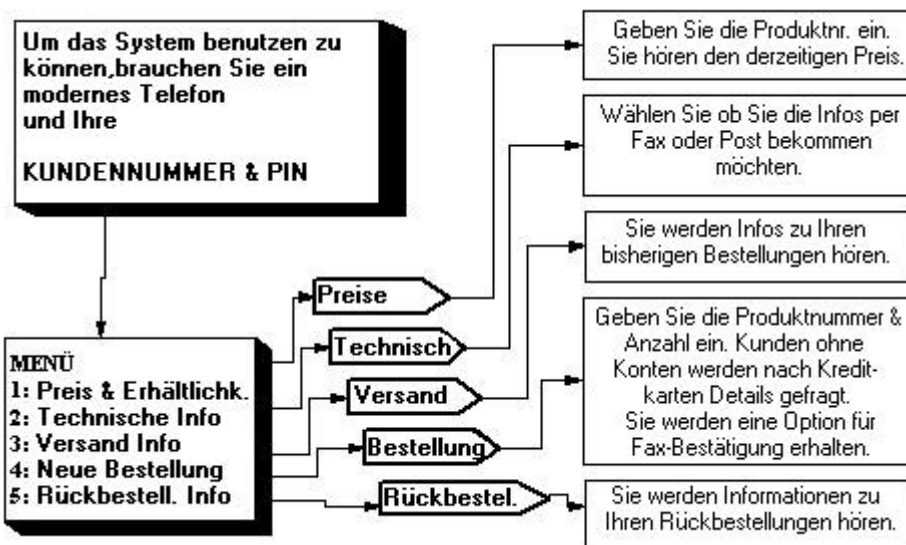 Um das System benutzen zu
können,brauchen Sie ein
modernes Telefon
und Ihre
KUNDENNUMMER & PIN
MENÜ
1: Preis & Erhältlichk.
2: Technische Info
3: Versand Info
4: Neue Bestellung
5: Rückbestell. Info
Preise
Technisch
Versand
Bestellung
Rückbestel.
Geben Sie die Produktnr. ein.
Sie hören den derzeitigen Preis.
Wählen Sie ob Sie die Infos per
Fax oder Post bekommen
möchten.
Sie werden Infos zu Ihren
bisherigen Bestellungen hören.
Geben Sie die Produktnummer &
Anzahl ein. Kunden ohne
Konten werden nach Kredit-
karten Details gefragt.
Sie werden eine Option für
Fax-Bestätigung erhalten.
Sie werden Informationen zu
Ihren Rückbestellungen hören.